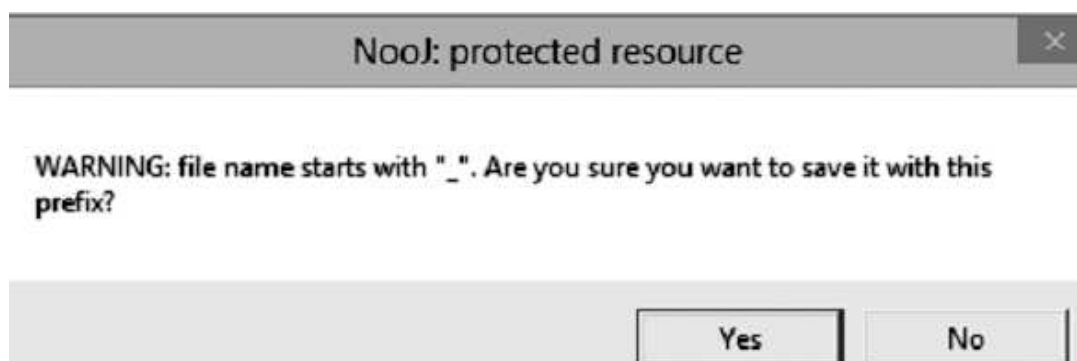 NooJ: protected resource
WARNING: file name starts with "_". Are you sure you want to save it with this
prefix?
Yes
No